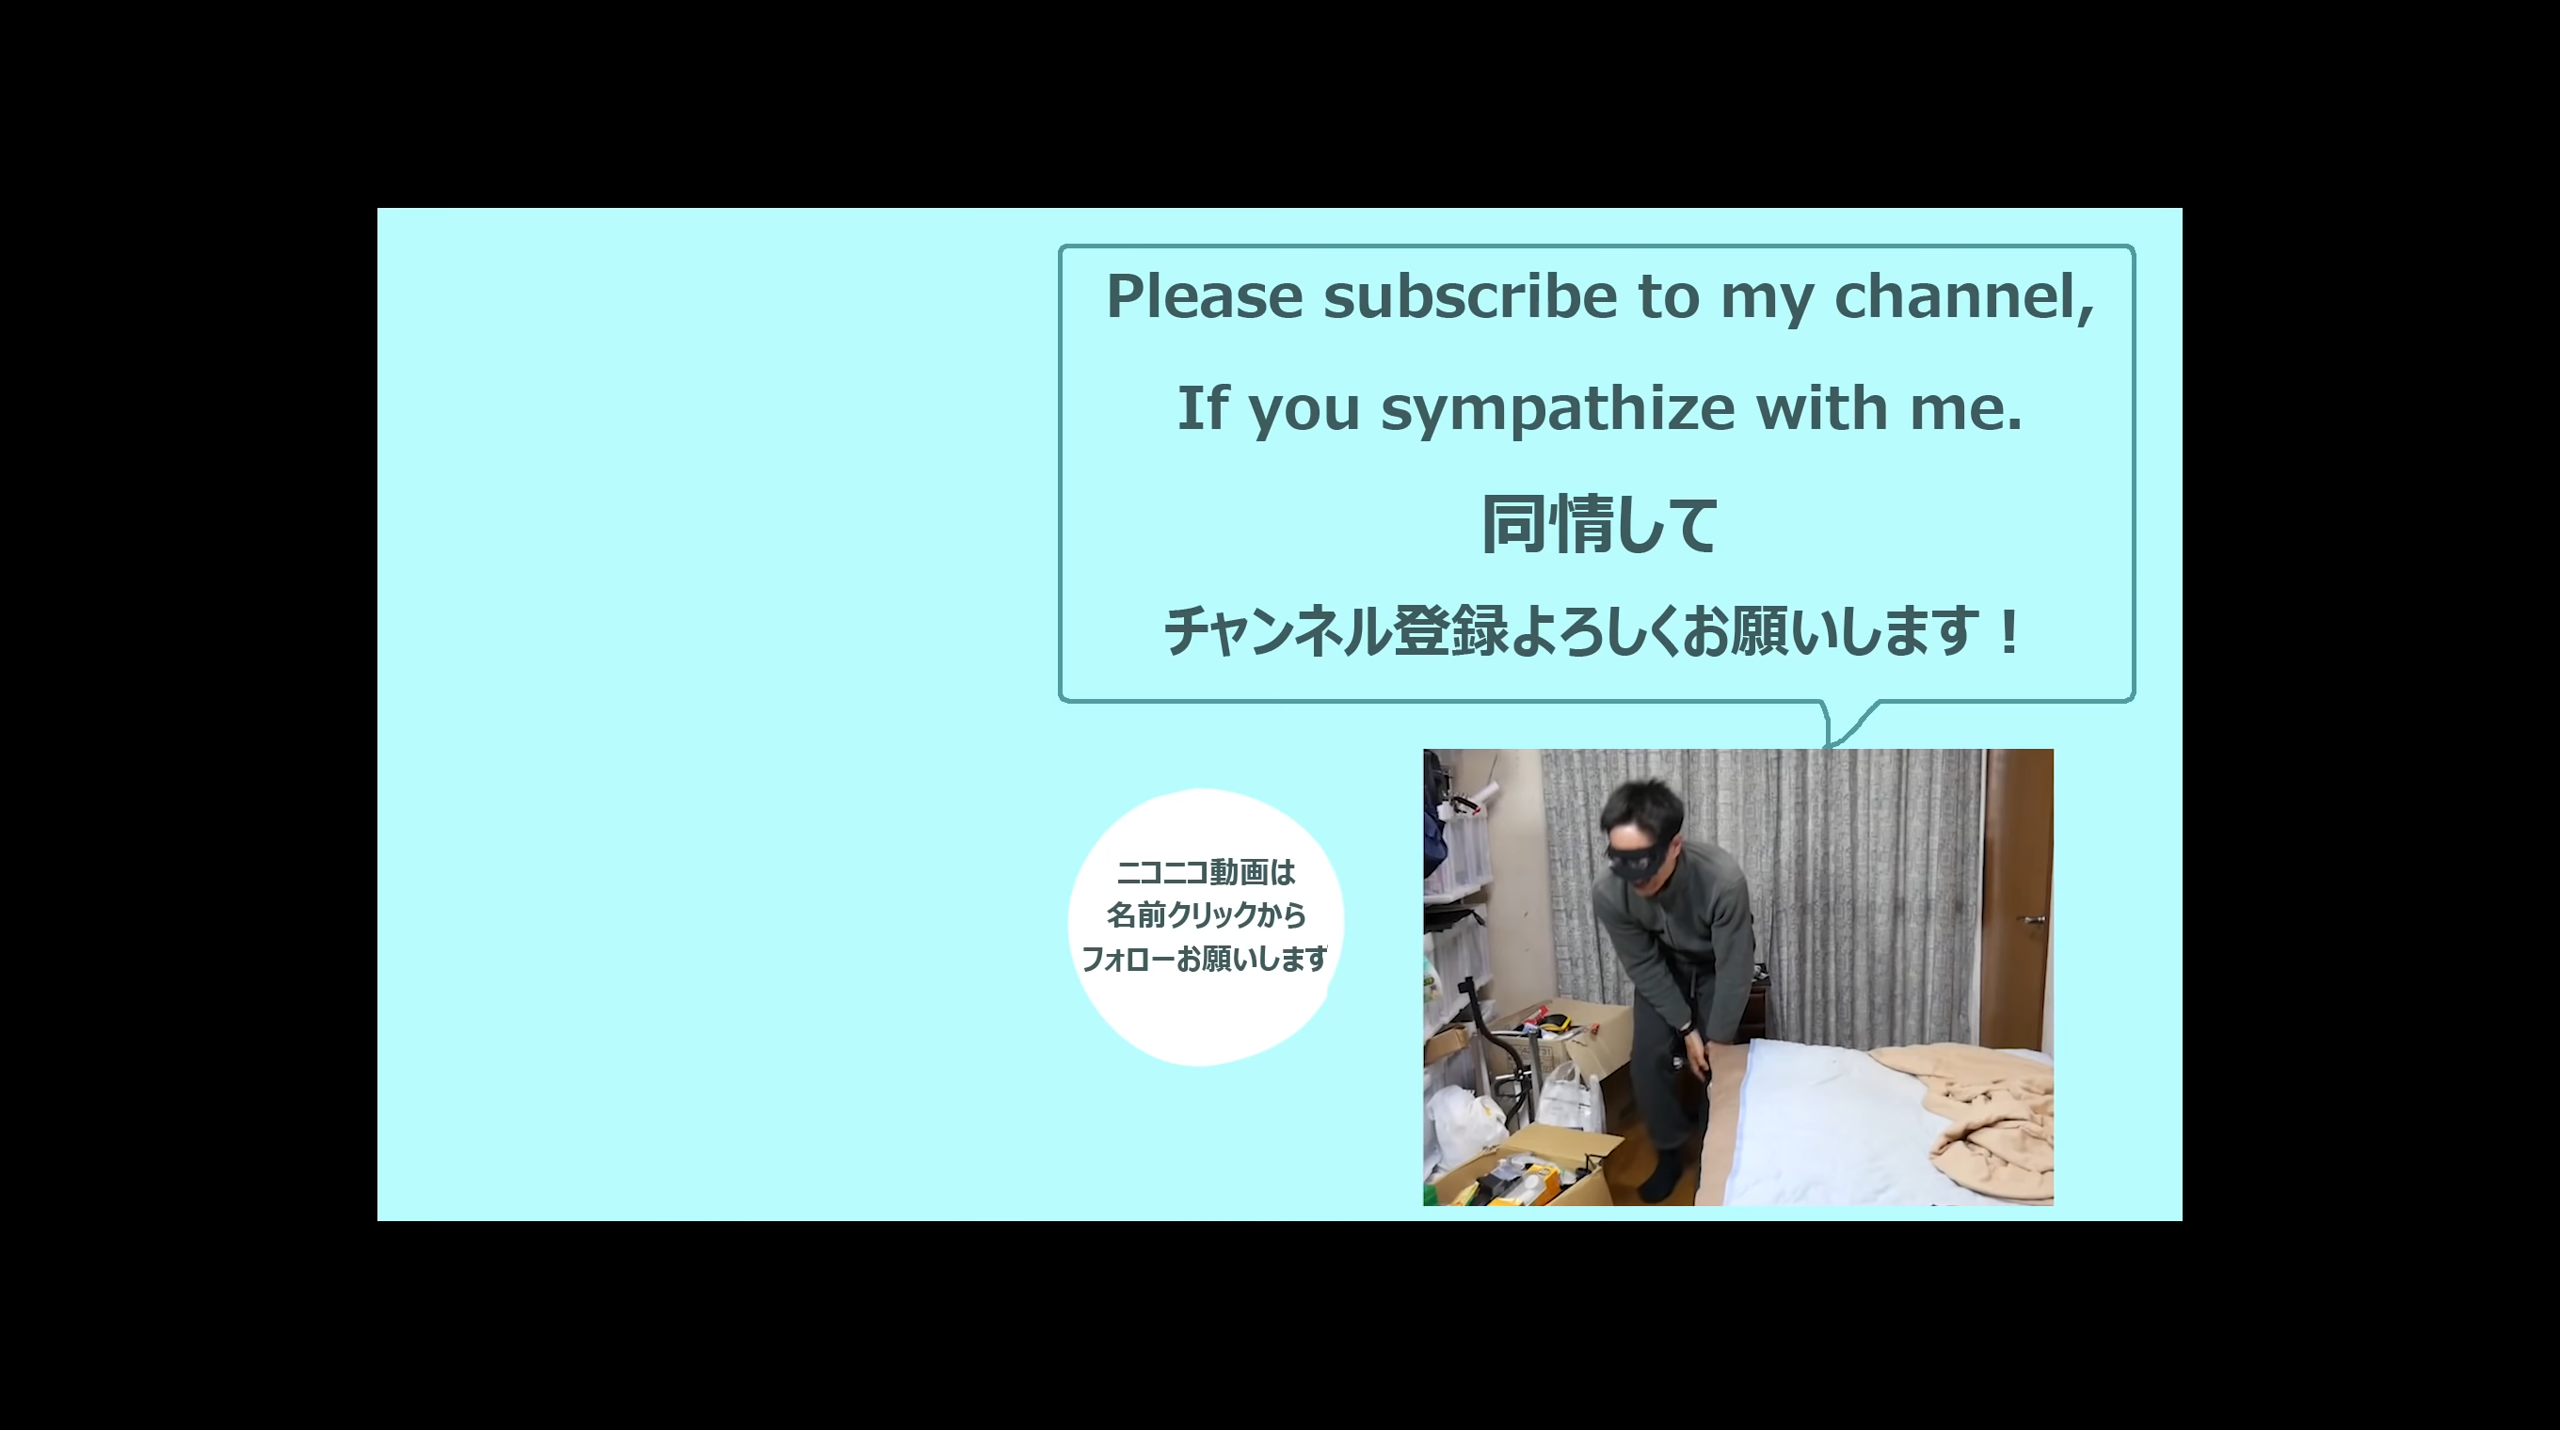 Please subscribe to my channel,
If you sympathize with me.
同情して
チャンネル登録よろしくお願いします！
ニコニコ動画は
名前クリックから
フォローお願いします